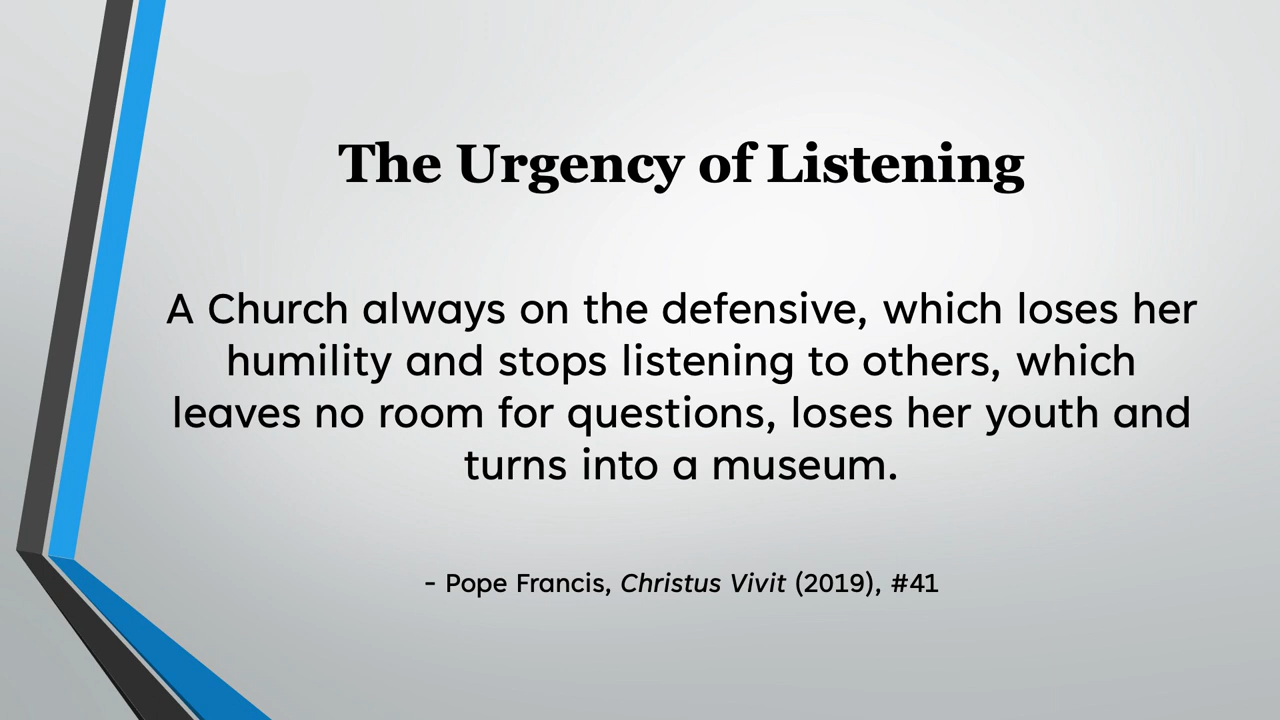 The Urgency of Listening
A Church always on the defensive, which loses her
humility and stops listening to others, which
leaves no room for questions, loses her youth and
turns into a museum.
- Pope Francis, Christus Vivit (2019), #41